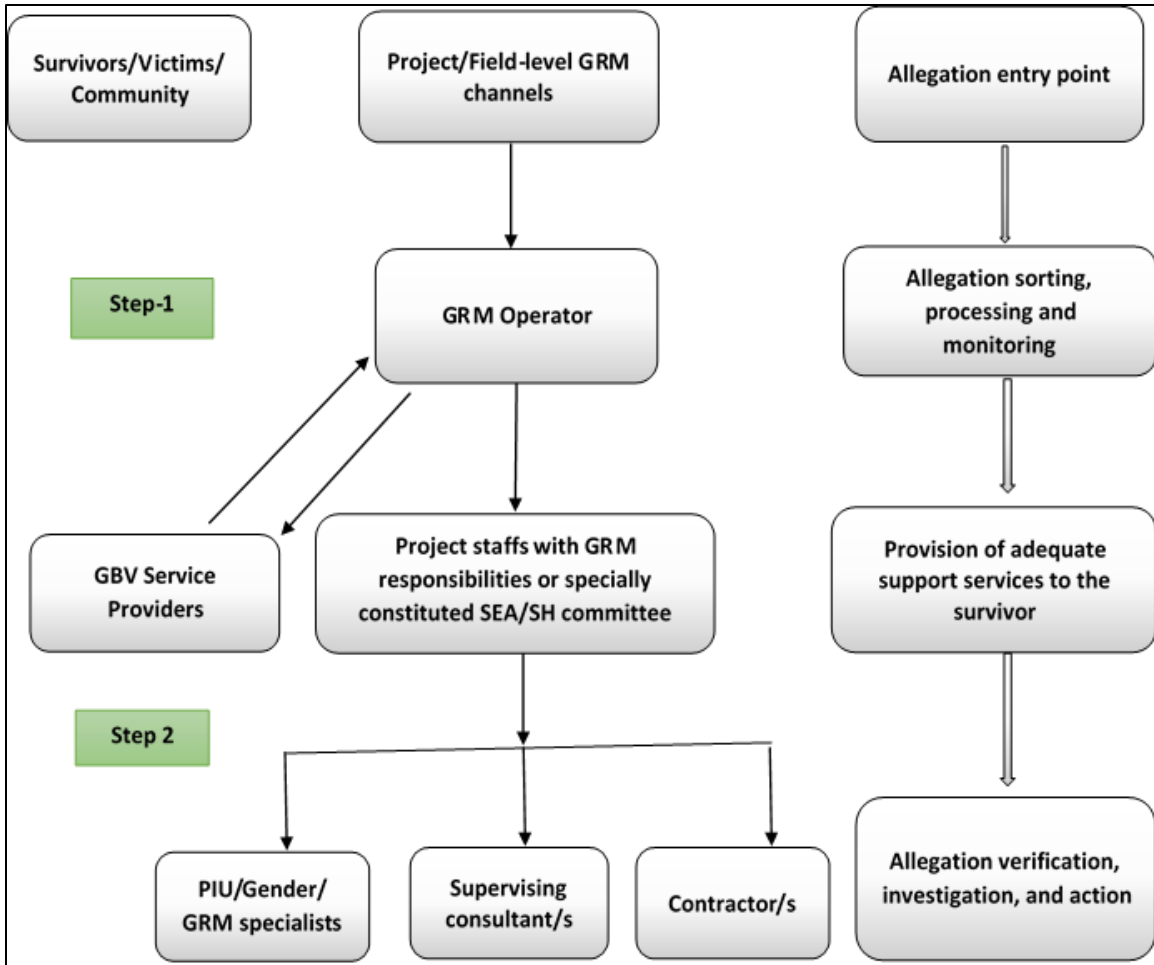 Survivors/Victims/
Community
Project/Field-level GRM
channels
Allegation entry point
Step-1
GRM Operator
Allegation sorting,
processing and
monitoring
GBV Service
Providers
Project staffs with GRM
responsibilities or specially
constituted SEA/SH committee
Provision of adequate
support services to the
survivor
Step 2
PIU/Gender/
GRM specialists
Supervising
consultant/s
Contractor/s
Allegation verification,
investigation, and action